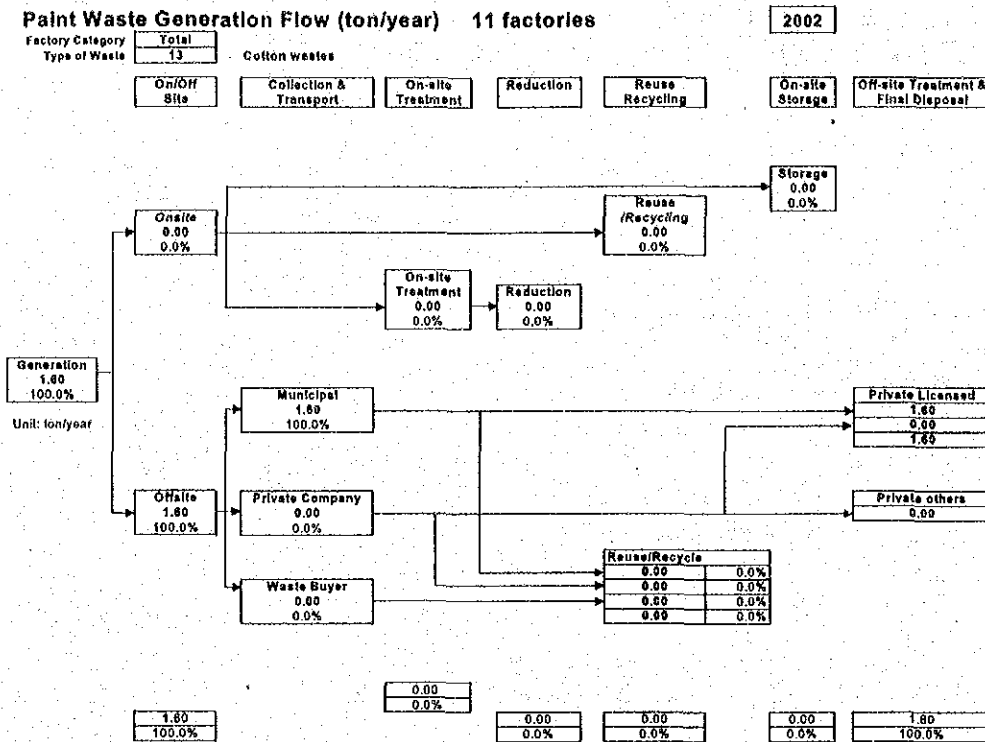 Paint Waste Generation Flow (ton/year) 11 factories 2002
Factory Category Total
Type of Waste 13 Cotton wastes
On/Off Site
Collection & Transport
On-site Treatment
Reduction
Reuse Recycling
On-site Storage
Off-site Treatment & Final Disposal
Storage
0.00
0.0%
Onsite
0.00
0.0%
Reuse /Recycling
0.00
0.0%
On-site Treatment
0.00
0.0%
Reduction
0.00
0.0%
Generation
1.60
100.0%
Unit: ton/year
Municipal
1.60
100.0%
Private Licensed
1.60
0.00
1.60
Offsite
1.60
100.0%
Private Company
0.00
0.0%
Private others
0.00
Reuse/Recycle
0.00 0.0%
0.00 0.0%
0.00 0.0%
0.00 0.0%
Waste Buyer
0.00
0.0%
0.00
0.0%
1.60
100.0%
0.00
0.0%
0.00
0.0%
0.00
0.0%
1.60
100.0%